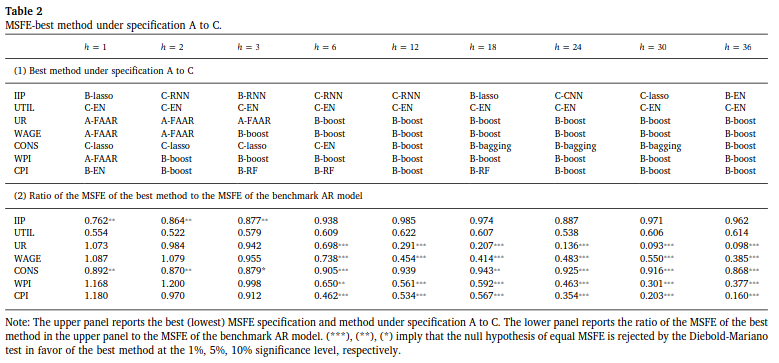 Table 2
MSFE-best method under specification A to C.
h = 1 h = 2 h = 3 h = 6 h = 12 h = 18 h = 24 h = 30 h = 36
(1) Best method under specification A to C
IIP B-lasso C-RNN B-RNN C-RNN C-RNN B-lasso C-CNN C-lasso B-EN
UTIL C-EN C-EN C-EN C-EN C-EN C-EN C-EN C-EN C-EN
UR A-FAAR A-FAAR A-FAAR B-boost B-boost B-boost B-boost B-boost B-boost
WAGE A-FAAR A-FAAR B-boost B-boost B-boost B-boost B-boost B-boost B-boost
CONS C-lasso C-lasso C-lasso C-EN B-boost B-bagging B-bagging B-bagging B-boost
WPI A-FAAR B-boost B-boost B-boost B-boost B-boost B-boost B-boost B-boost
CPI B-EN B-boost B-RF B-RF B-boost B-RF B-boost B-boost B-boost
(2) Ratio of the MSFE of the best method to the MSFE of the benchmark AR model
IIP 0.762** 0.864** 0.877** 0.938 0.985 0.974 0.887 0.971 0.962
UTIL 0.554 0.522 0.579 0.609 0.622 0.607 0.538 0.606 0.614
UR 1.073 0.984 0.942 0.698*** 0.291*** 0.207*** 0.136*** 0.093*** 0.098***
WAGE 1.087 1.079 0.955 0.738*** 0.454*** 0.414*** 0.483*** 0.550*** 0.385***
CONS 0.892** 0.870** 0.879* 0.905*** 0.939 0.943** 0.925*** 0.916*** 0.868***
WPI 1.168 1.200 0.998 0.650** 0.561*** 0.592*** 0.463*** 0.301*** 0.377***
CPI 1.180 0.970 0.912 0.462*** 0.534*** 0.567*** 0.354*** 0.203*** 0.160***
Note: The upper panel reports the best (lowest) MSFE specification and method under specification A to C. The lower panel reports the ratio of the MSFE of the best
method in the upper panel to the MSFE of the benchmark AR model. (***), (**), (*) imply that the null hypothesis of equal MSFE is rejected by the Diebold-Mariano
test in favor of the best method at the 1%, 5%, 10% significance level, respectively.